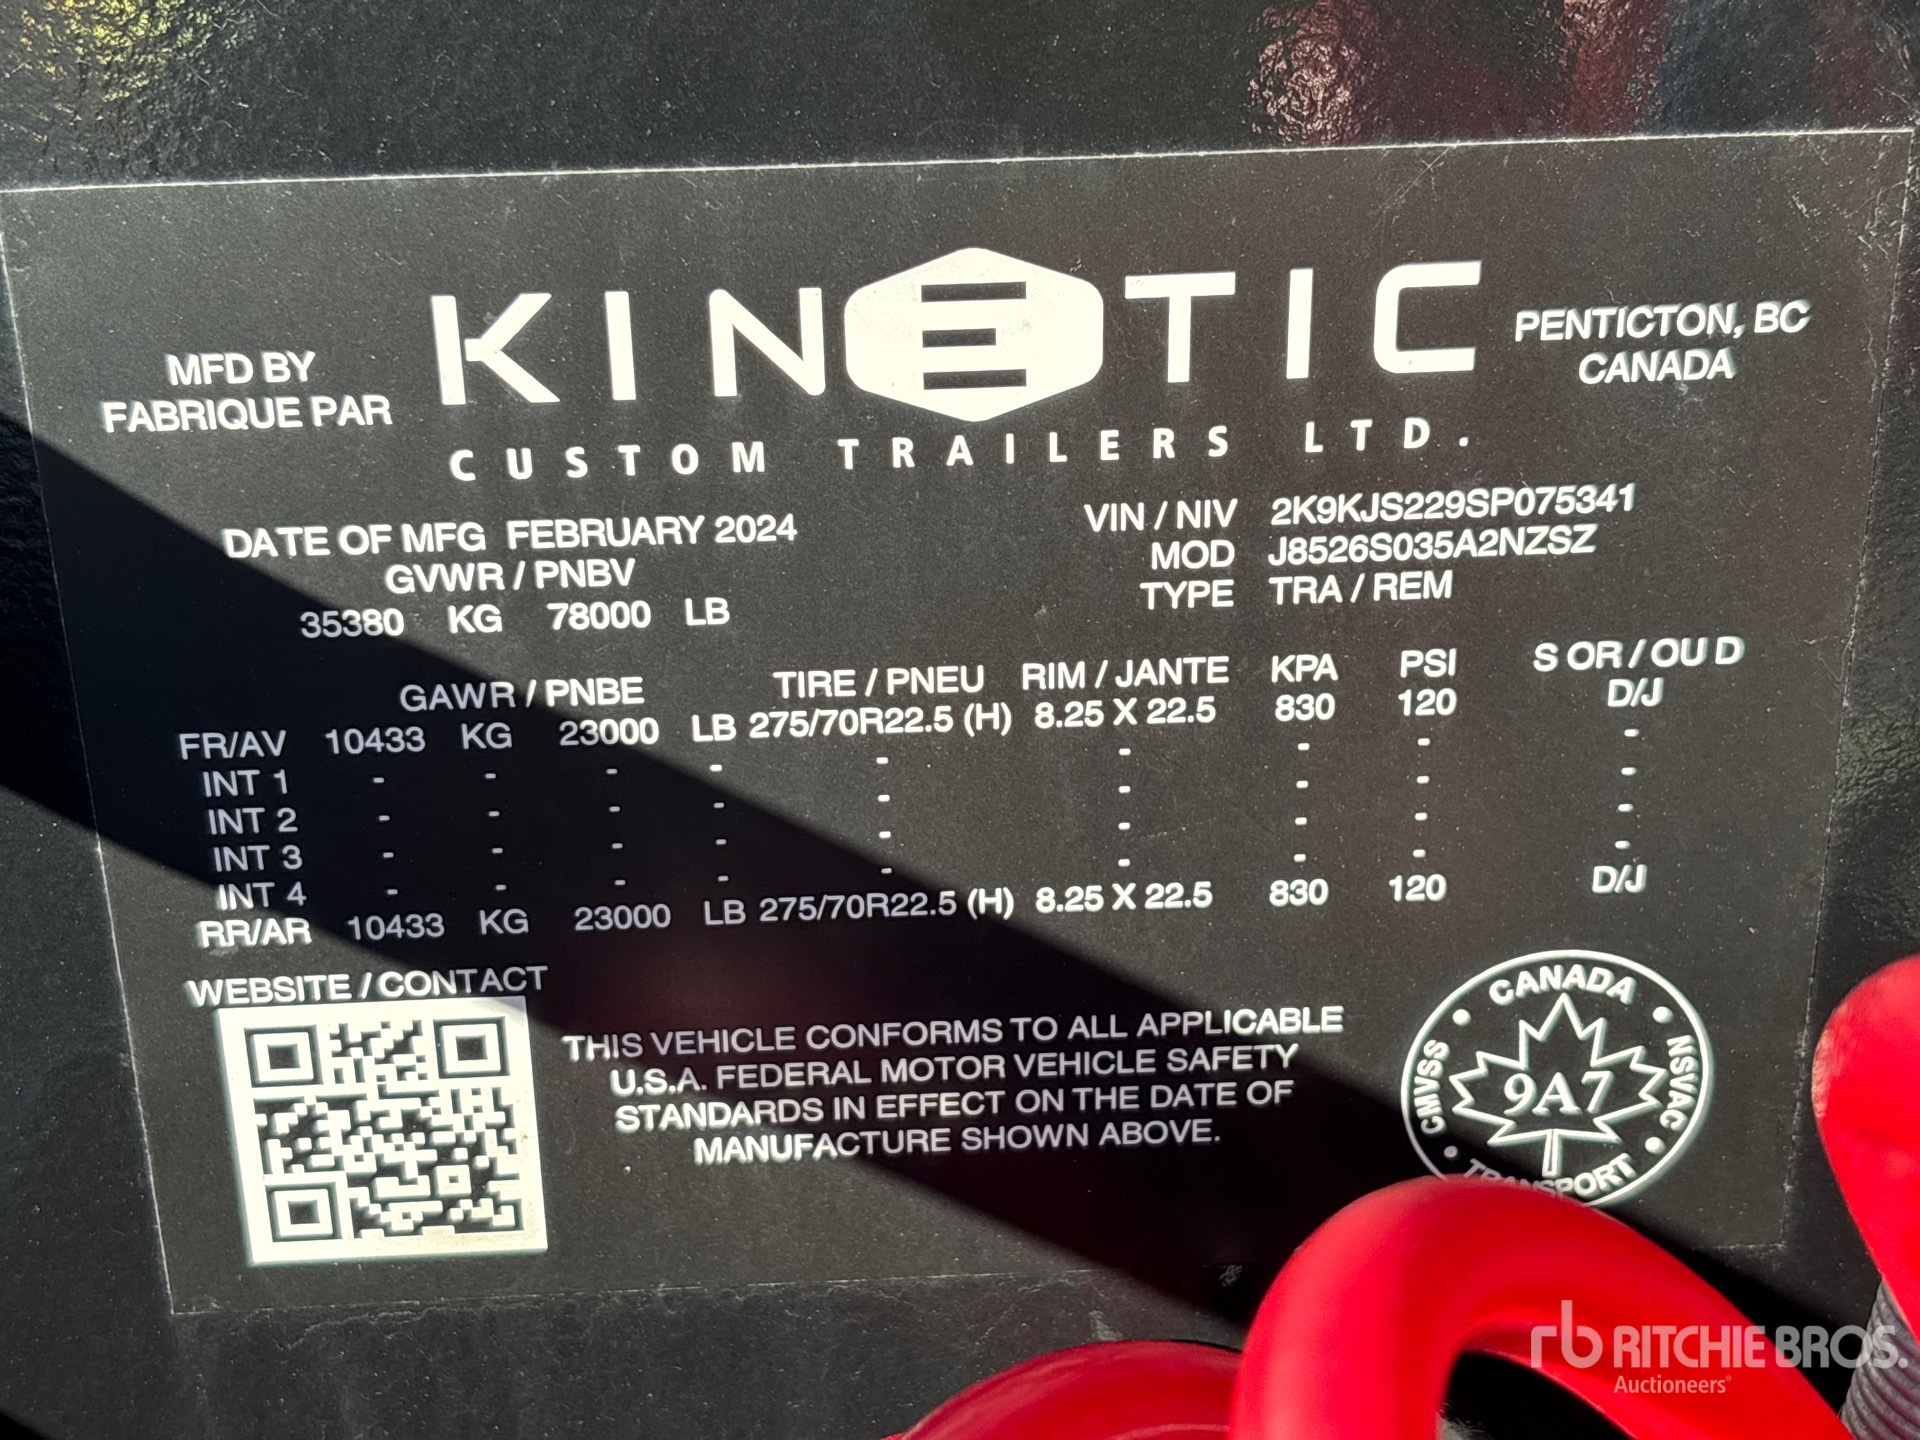 MFD BY
FABRIQUE PAR
KINETIC
CUSTOM TRAILERS LTD.
PENTICTON, BC
CANADA
DATE OF MFG FEBRUARY 2024
GVWR / PNBV
35380 KG 78000 LB
VIN / NIV 2K9KJS229SP075341
MOD J8526S035A2NZSZ
TYPE TRA / REM
GAWR / PNBE TIRE / PNEU RIM / JANTE KPA PSI S OR / OU D
FR/AV 10433 KG 23000 LB 275/70R22.5 (H) 8.25 X 22.5 830 120 D/J
INT 1 - - - - - - - - -
INT 2 - - - - - - - - -
INT 3 - - - - - - - - -
INT 4 - - - - - - - - -
RR/AR 10433 KG 23000 LB 275/70R22.5 (H) 8.25 X 22.5 830 120 D/J
WEBSITE / CONTACT
THIS VEHICLE CONFORMS TO ALL APPLICABLE
U.S.A. FEDERAL MOTOR VEHICLE SAFETY
STANDARDS IN EFFECT ON THE DATE OF
MANUFACTURE SHOWN ABOVE.
CANADA
CMVSS
NSVAC
9A7
TRANSPORT
rb RITCHIE BROS.
Auctioneers